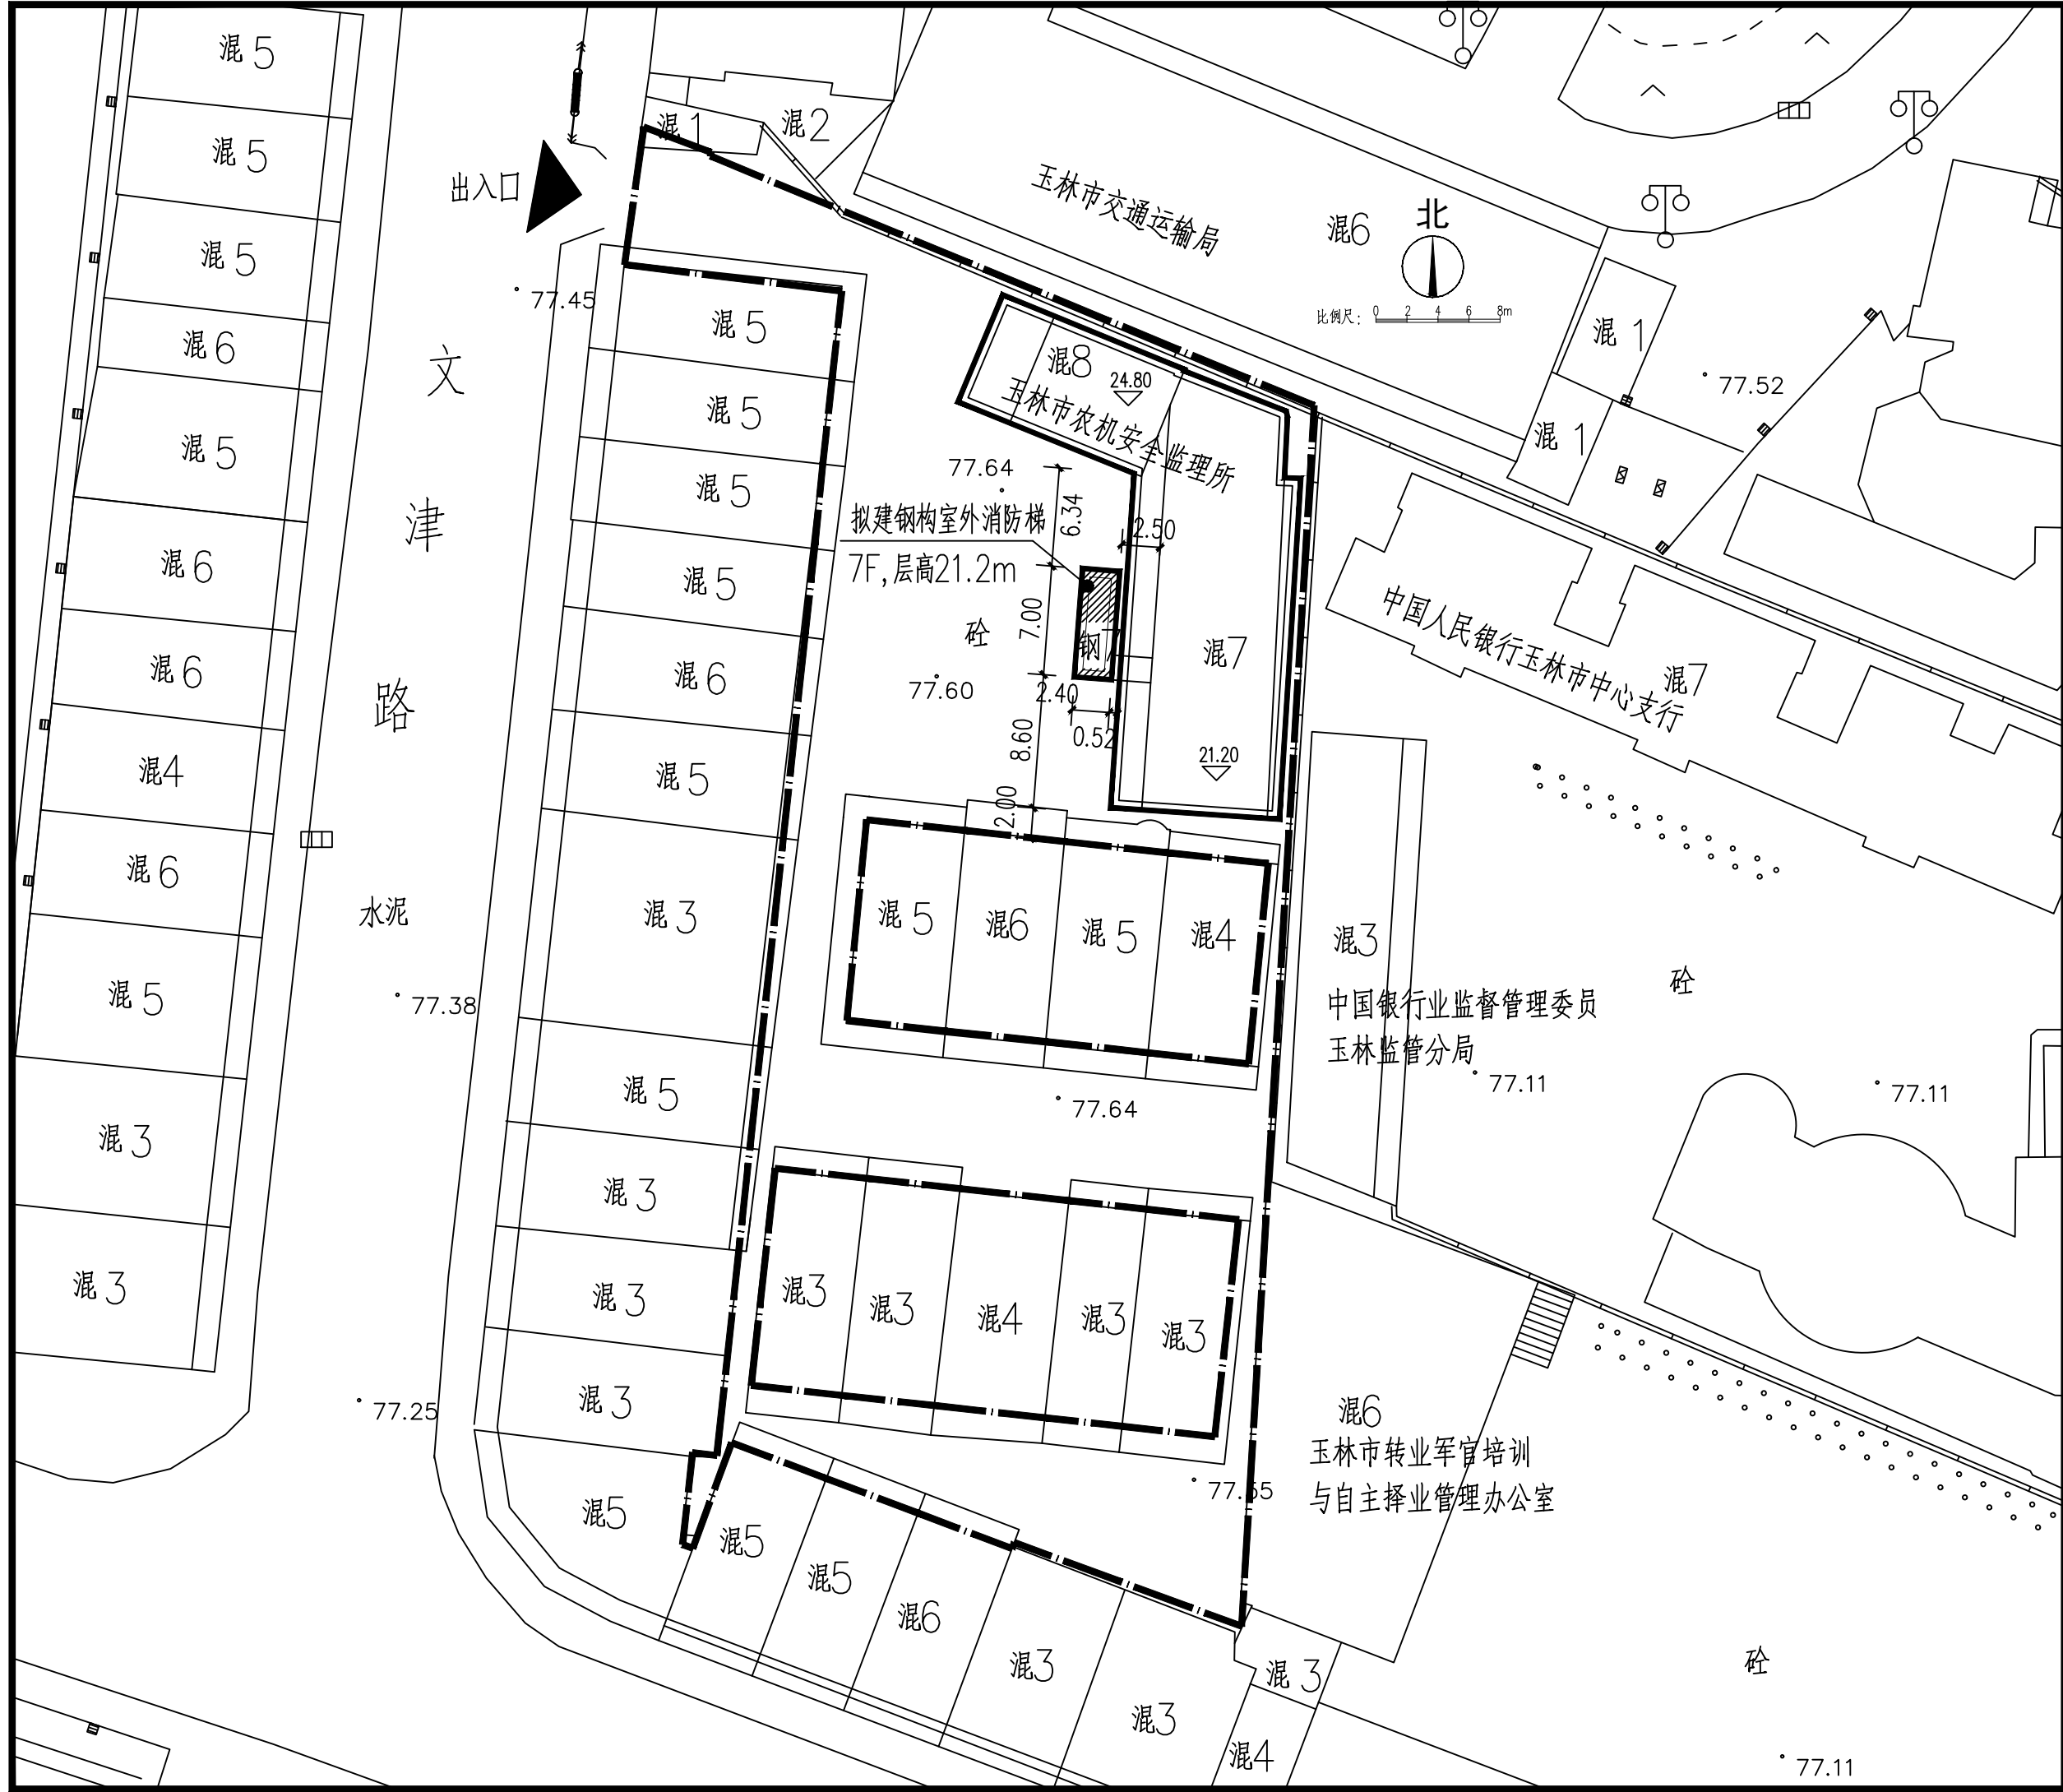 混5
混5
混5
混6
混5
混6
混6
混4
混6
混5
混3
混3
出入口
77.45
文津路
水泥
77.38
77.25
混1
混2
混5
混5
混5
混5
混6
混5
混3
混5
混3
混3
混3
混5
玉林市交通运输局
混6
北
比例尺:
0 2 4 6 8m
混1
混1
77.52
混8
24.80
玉林市农机安全监理所
77.64
拟建钢构室外消防梯
7F,层高21.2m
6.34
2.50
7.00
砼
77.60
钢7
混7
2.40
0.52
8.60
2.00
21.20
中国人民银行玉林市中心支行
混7
混5
混6
混5
混4
混3
砼
中国银行业监督管理委员
玉林监管分局
77.11
77.11
77.64
混3
混3
混4
混3
混3
混6
玉林市转业军官培训
与自主择业管理办公室
77.55
混5
混5
混6
混3
混3
混3
混4
砼
77.11